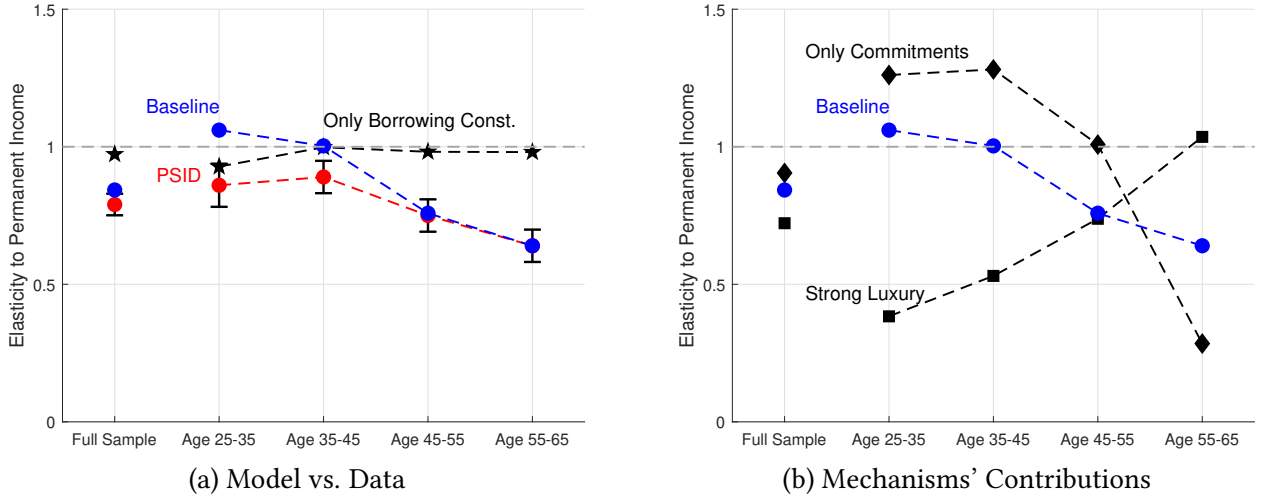 Elasticity to Permanent Income
1.5
1
0.5
0
Baseline
Only Borrowing Const.
PSID
Full Sample
Age 25-35
Age 35-45
Age 45-55
Age 55-65
(a) Model vs. Data
Elasticity to Permanent Income
1.5
1
0.5
0
Only Commitments
Baseline
Strong Luxury
Full Sample
Age 25-35
Age 35-45
Age 45-55
Age 55-65
(b) Mechanisms’ Contributions